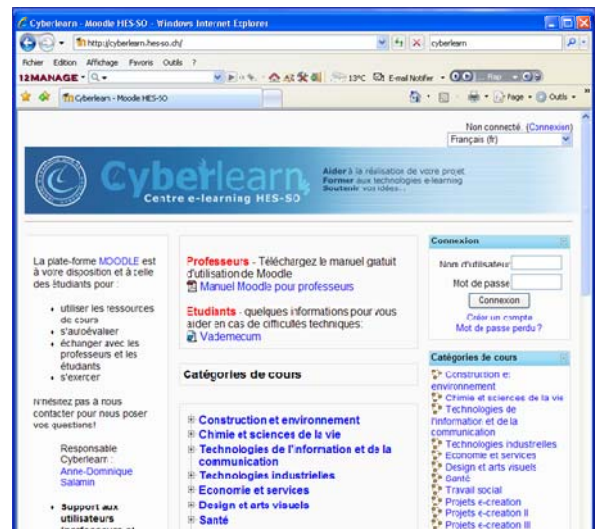 Cyberlearn - Moodle HES-SO - Windows Internet Explorer
http://cyberlearn.hes-so.ch/
cyberlearn
Fichier Edition Affichage Favoris Outils ?
12MANAGE
13°C E-mail Notifier
Cyberlearn - Moodle HES-SO
Page Outils
Non connecté. (Connexion)
Français (fr)
Cyberlearn
Centre e-learning HES-SO
Aider à la réalisation de votre projet
Former aux technologies e-learning
Soutenir vos idées...
La plate-forme MOODLE est
à votre disposition et à celle
des étudiants pour :
utiliser les ressources
de cours
s'autoévaluer
échanger avec les
professeurs et les
étudiants
s'exercer
N'hésitez pas à nous
contacter pour nous poser
vos questions!
Responsable
Cyberlearn :
Anne-Dominique
Salamin
Support aux
utilisateurs
Professeurs - Téléchargez le manuel gratuit
d'utilisation de Moodle
Manuel Moodle pour professeurs
Etudiants - quelques informations pour vous
aider en cas de difficultés techniques:
Vademecum
Catégories de cours
Construction et environnement
Chimie et sciences de la vie
Technologies de l'information et de la
communication
Technologies industrielles
Economie et services
Design et arts visuels
Santé
Connexion
Nom d'utilisateur
Mot de passe
Connexion
Créer un compte
Mot de passe perdu ?
Catégories de cours
Construction et
environnement
Chimie et sciences de la vie
Technologies de
l'information et de la
communication
Technologies industrielles
Economie et services
Design et arts visuels
Santé
Travail social
Projets e-creation
Projets e-creation II
Projets e-creation III